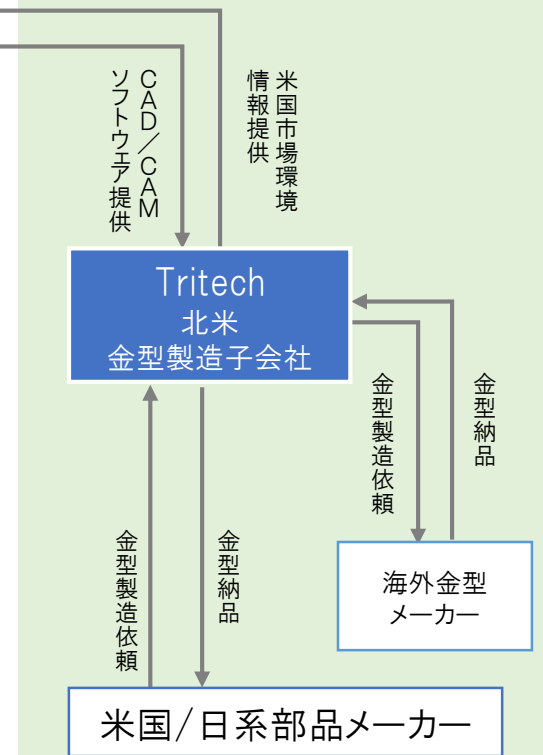 CAD／CAM
ソフトウェア提供
米国市場環境
情報提供
Tritech
北米
金型製造子会社
金型製造依頼
金型納品
海外金型
メーカー
金型製造依頼
金型納品
米国/日系部品メーカー